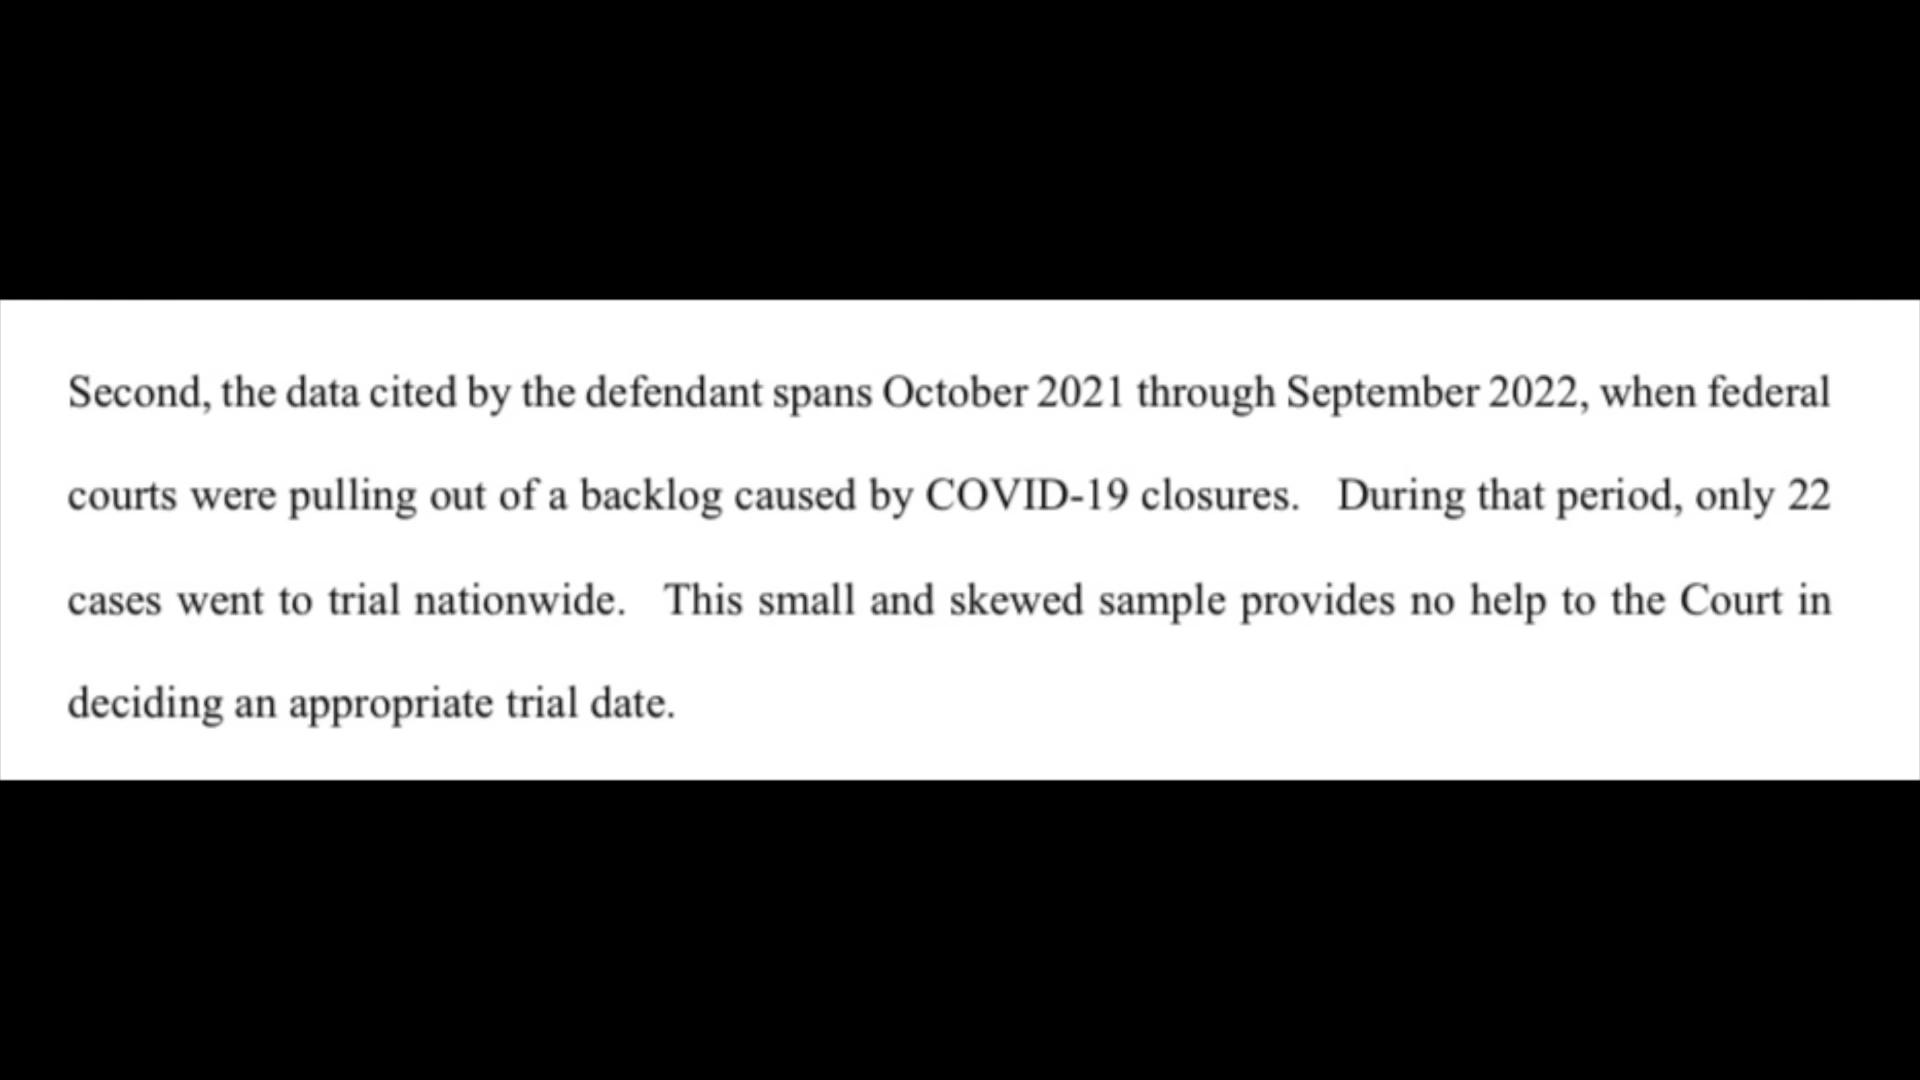 Second, the data cited by the defendant spans October 2021 through September 2022, when federal
courts were pulling out of a backlog caused by COVID-19 closures.   During that period, only 22
cases went to trial nationwide.   This small and skewed sample provides no help to the Court in
deciding an appropriate trial date.